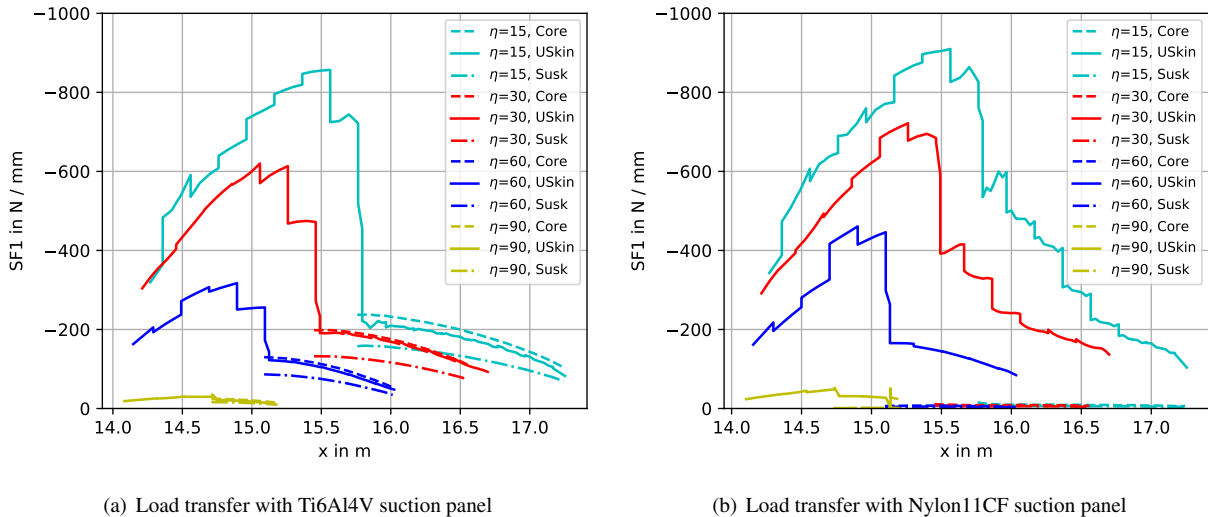 −1000
−800
−600
−400
−200
0
SF1 in N / mm
14.0 14.5 15.0 15.5 16.0 16.5 17.0
x in m
η=15, Core
η=15, USkin
η=15, Susk
η=30, Core
η=30, USkin
η=30, Susk
η=60, Core
η=60, USkin
η=60, Susk
η=90, Core
η=90, USkin
η=90, Susk
(a) Load transfer with Ti6Al4V suction panel
−1000
−800
−600
−400
−200
0
SF1 in N / mm
14.0 14.5 15.0 15.5 16.0 16.5 17.0
x in m
η=15, Core
η=15, USkin
η=15, Susk
η=30, Core
η=30, USkin
η=30, Susk
η=60, Core
η=60, USkin
η=60, Susk
η=90, Core
η=90, USkin
η=90, Susk
(b) Load transfer with Nylon11CF suction panel